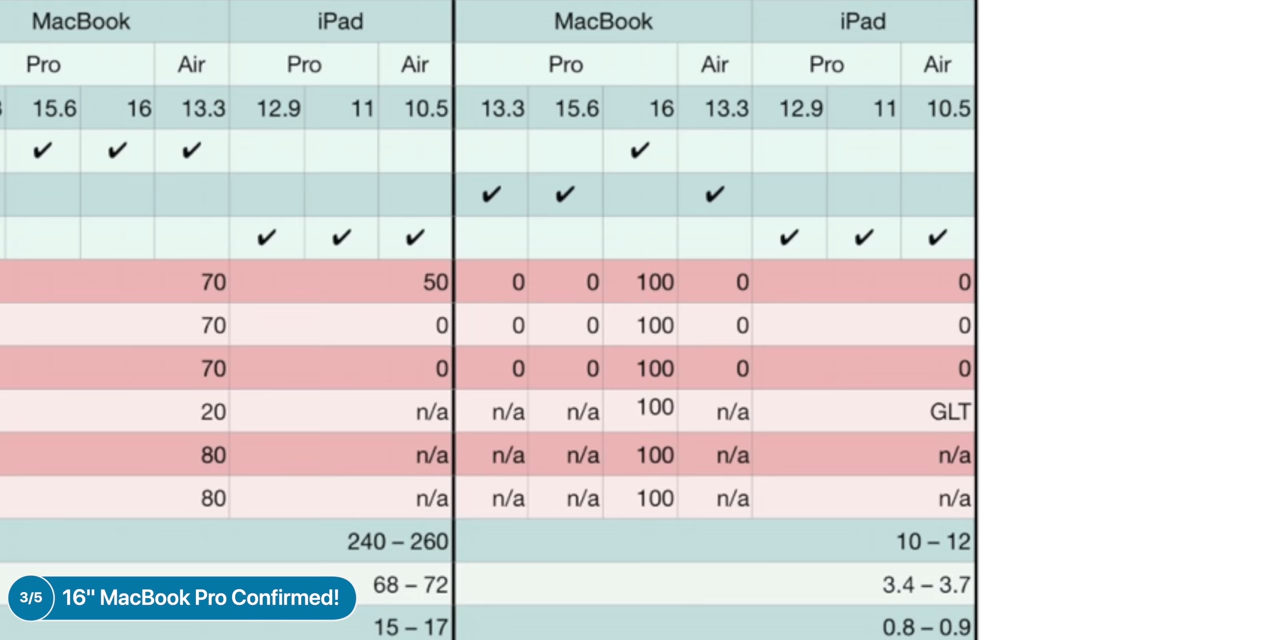 MacBook iPad MacBook iPad
Pro Air Pro Air Pro Air Pro Air
15.6 16 13.3 12.9 11 10.5 13.3 15.6 16 13.3 12.9 11 10.5
✔ ✔ ✔ ✔
✔ ✔ ✔
✔ ✔ ✔ ✔ ✔ ✔
70 50 0 0 100 0 0
70 0 0 0 100 0 0
70 0 0 0 100 0 0
20 n/a n/a n/a 100 n/a GLT
80 n/a n/a n/a 100 n/a n/a
80 n/a n/a n/a 100 n/a n/a
240 – 260 10 – 12
68 – 72 3.4 – 3.7
15 – 17 0.8 – 0.9
3/5 16" MacBook Pro Confirmed!